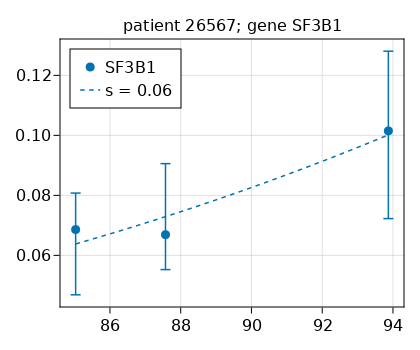 patient 26567; gene SF3B1
SF3B1
s = 0.06
0.12
0.10
0.08
0.06
86 88 90 92 94